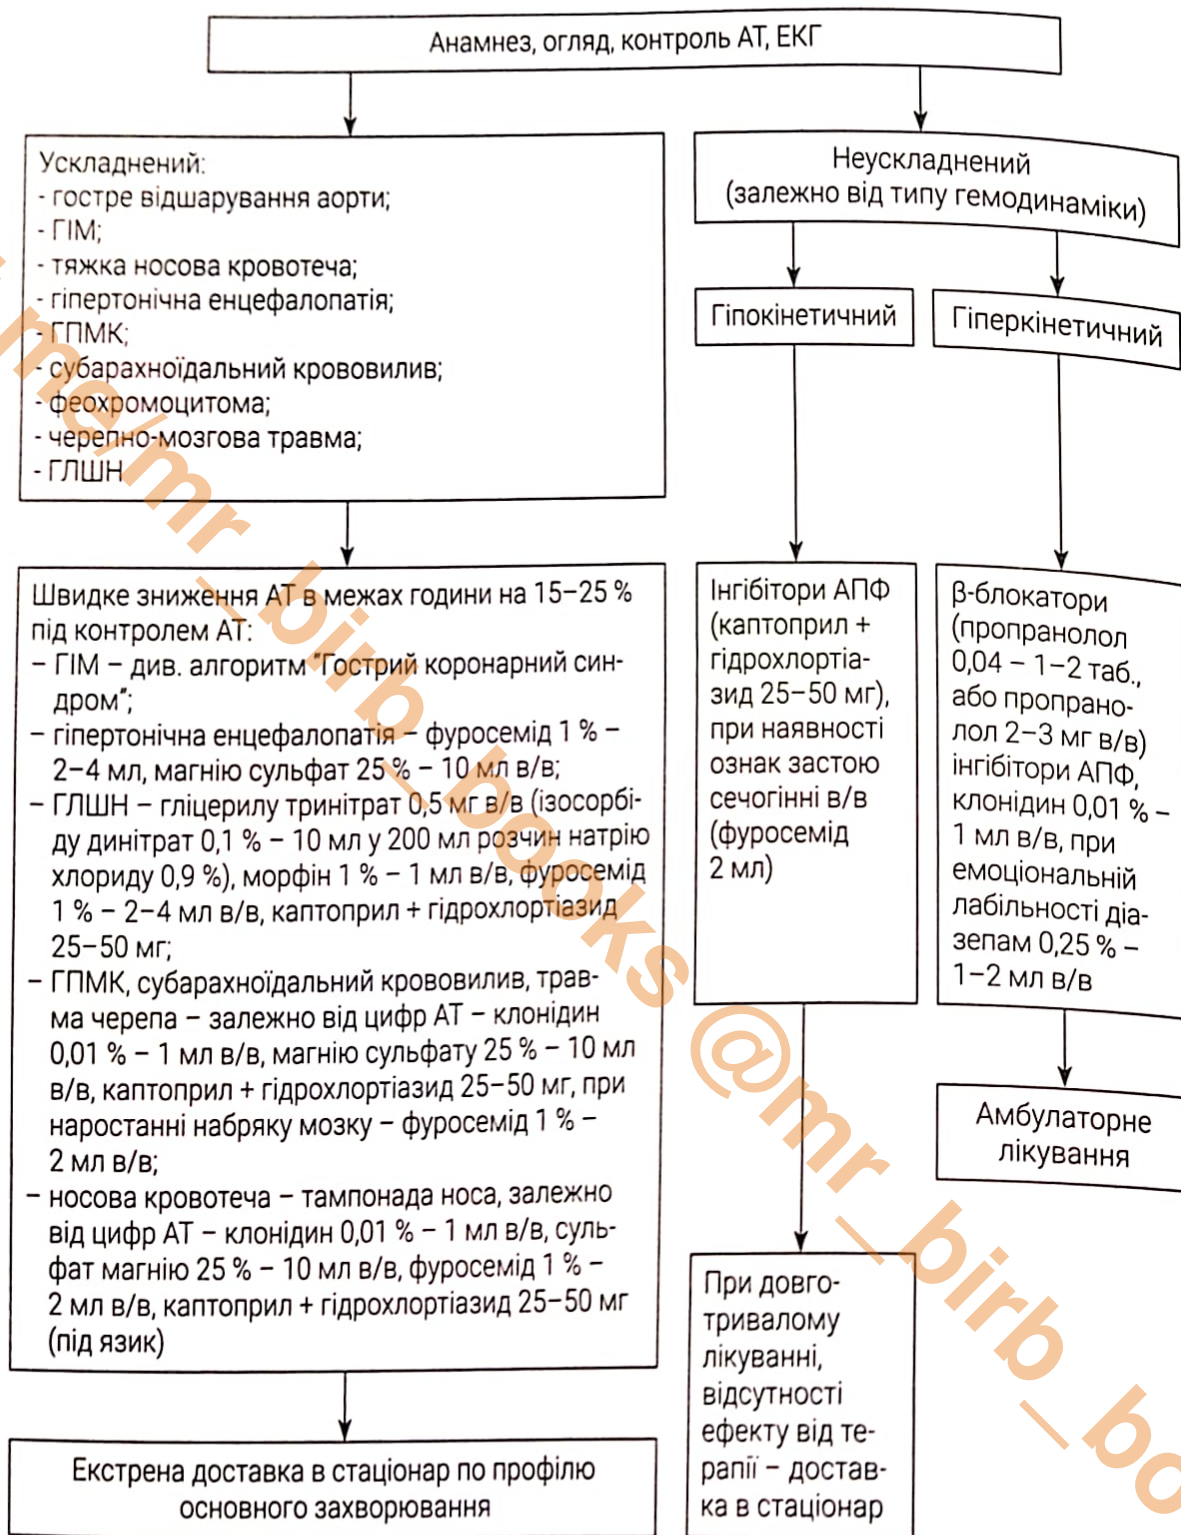 Анамнез, огляд, контроль АТ, ЕКГ
Ускладнений:
- гостре відшарування аорти;
- ГІМ;
- тяжка носова кровотеча;
- гіпертонічна енцефалопатія;
- ГПМК;
- субарахноїдальний крововилив;
- феохромоцитома;
- черепно-мозгова травма;
- ГЛШН
Неускладнений
(залежно від типу гемодинаміки)
Гіпокінетичний
Гіперкінетичний
Швидке зниження АТ в межах години на 15–25 %
під контролем АТ:
– ГІМ – див. алгоритм "Гострий коронарний син-
дром";
– гіпертонічна енцефалопатія – фуросемід 1 % –
2–4 мл, магнію сульфат 25 % – 10 мл в/в;
– ГЛШН – гліцерилу тринітрат 0,5 мг в/в (ізосорбі-
ду динітрат 0,1 % – 10 мл у 200 мл розчин натрію
хлориду 0,9 %), морфін 1 % – 1 мл в/в, фуросемід
1 % – 2–4 мл в/в, каптоприл + гідрохлортіазид
25–50 мг;
– ГПМК, субарахноїдальний крововилив, трав-
ма черепа – залежно від цифр АТ – клонідин
0,01 % – 1 мл в/в, магнію сульфату 25 % – 10 мл
в/в, каптоприл + гідрохлортіазид 25–50 мг, при
наростанні набряку мозку – фуросемід 1 % –
2 мл в/в;
– носова кровотеча – тампонада носа, залежно
від цифр АТ – клонідин 0,01 % – 1 мл в/в, суль-
фат магнію 25 % – 10 мл в/в, фуросемід 1 % –
2 мл в/в, каптоприл + гідрохлортіазид 25–50 мг
(під язик)
Інгібітори АПФ
(каптоприл +
гідрохлортіа-
зид 25–50 мг),
при наявності
ознак застою
сечогінні в/в
(фуросемід
2 мл)
β-блокатори
(пропранолол
0,04 – 1–2 таб.,
або пропрано-
лол 2–3 мг в/в)
інгібітори АПФ,
клонідин 0,01 % –
1 мл в/в, при
емоціональній
лабільності діа-
зепам 0,25 % –
1–2 мл в/в
Амбулаторне
лікування
При довго-
тривалому
лікуванні,
відсутності
ефекту від те-
рапії – достав-
ка в стаціонар
Екстрена доставка в стаціонар по профілю
основного захворювання
me/mr_birb_books @mr_birb_bo